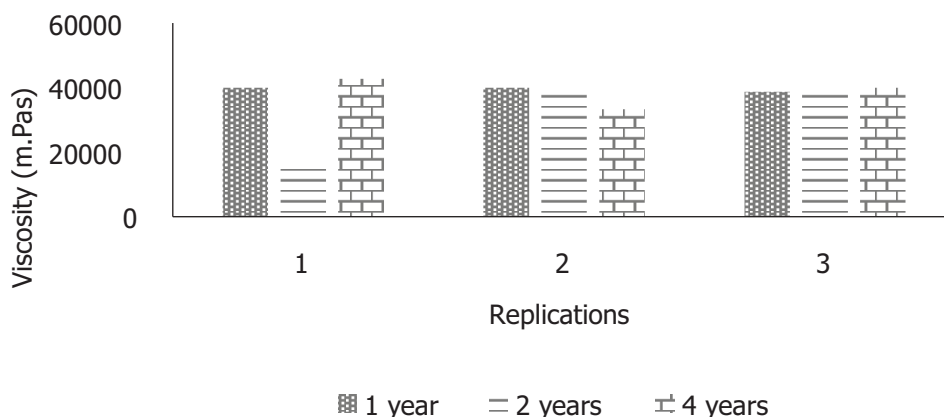 60000
40000
20000
0
Viscosity (m.Pas)
1 2 3
Replications
1 year 2 years 4 years